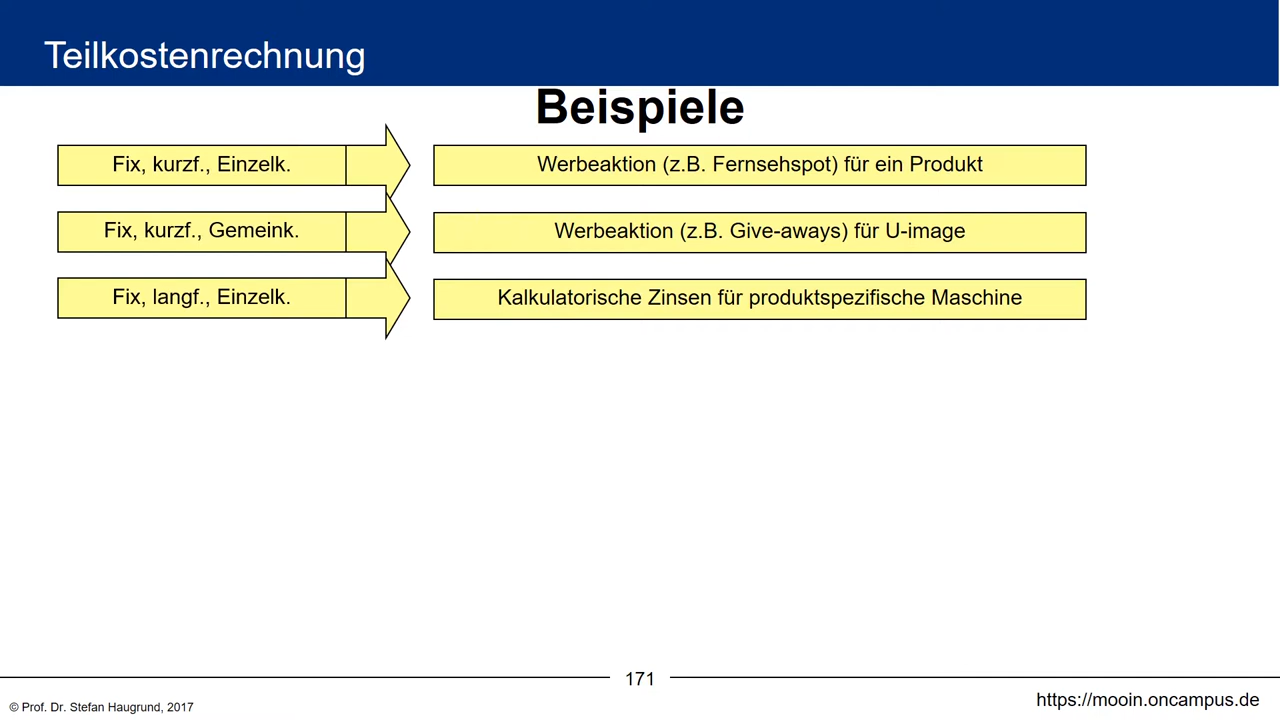 Teilkostenrechnung
Beispiele
Fix, kurzf., Einzelk.
Werbeaktion (z.B. Fernsehspot) für ein Produkt
Fix, kurzf., Gemeink.
Werbeaktion (z.B. Give-aways) für U-image
Fix, langf., Einzelk.
Kalkulatorische Zinsen für produktspezifische Maschine
171
© Prof. Dr. Stefan Haugrund, 2017
https://mooin.oncampus.de